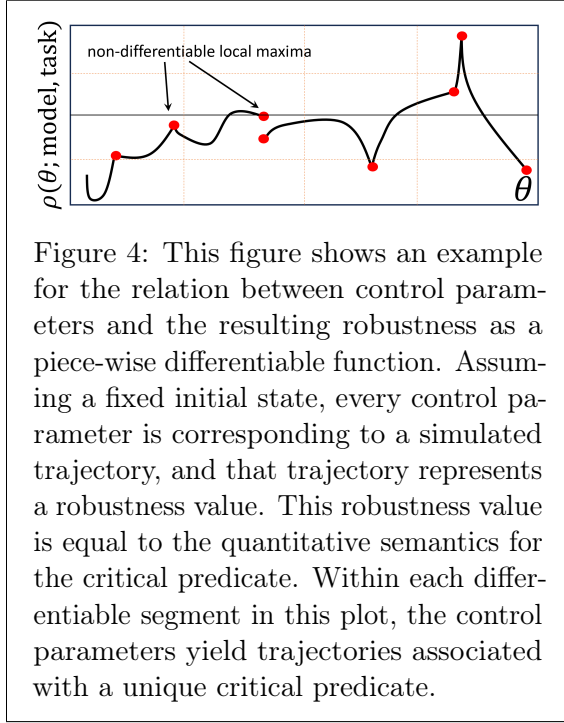 non-differentiable local maxima
ρ(θ; model, task)
θ
Figure 4: This figure shows an example
for the relation between control param-
eters and the resulting robustness as a
piece-wise differentiable function. Assum-
ing a fixed initial state, every control pa-
rameter is corresponding to a simulated
trajectory, and that trajectory represents
a robustness value. This robustness value
is equal to the quantitative semantics for
the critical predicate. Within each differ-
entiable segment in this plot, the control
parameters yield trajectories associated
with a unique critical predicate.